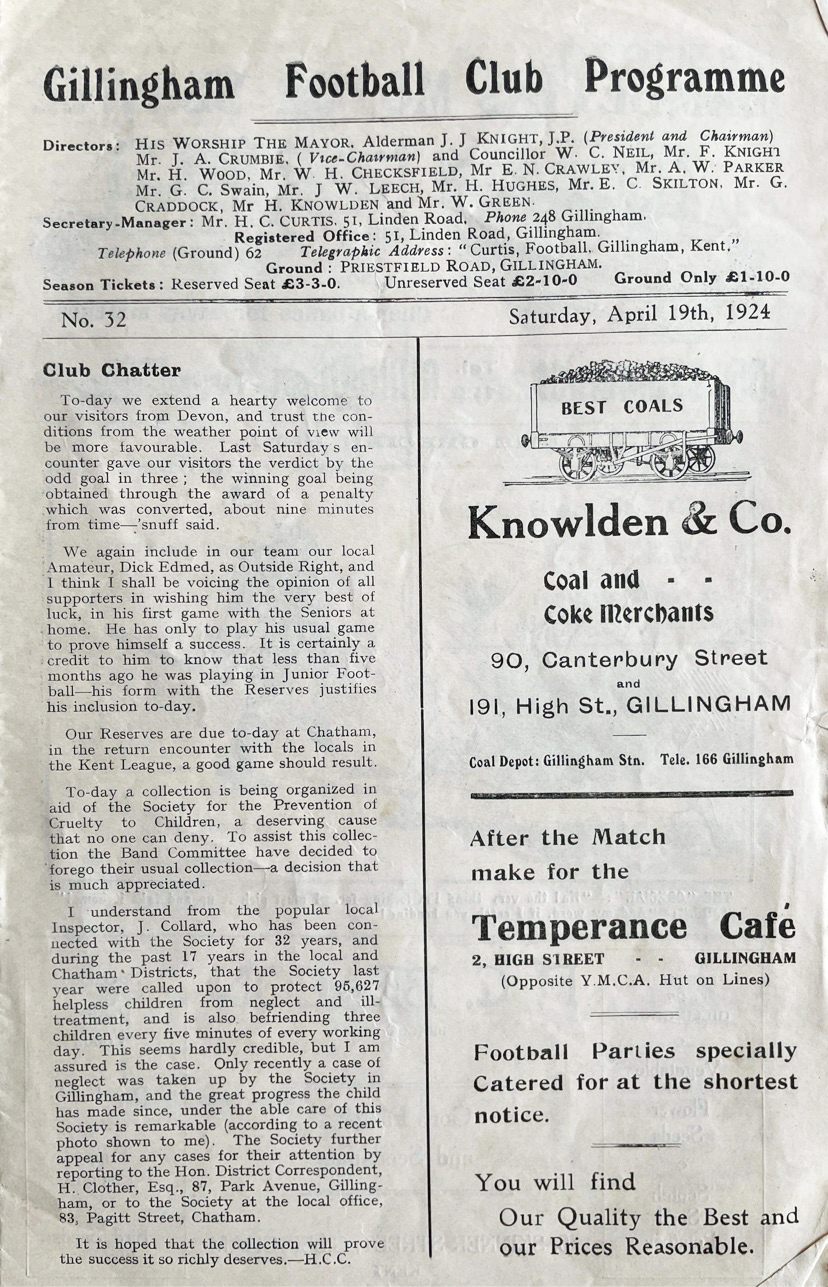 Gillingham Football Club Programme
Directors: HIS WORSHIP THE MAYOR, Alderman J. J KNIGHT, J.P. (President and Chairman)
Mr. J. A. CRUMBIE, (Vice-Chairman) and Councillor W. C. NEIL, Mr. F. KNIGHT
Mr. H. WOOD, Mr. W H. CHECKSFIELD, Mr E N. CRAWLEY, Mr. A. W. PARKER
Mr. G. C. Swain, Mr. J W. LEECH, Mr. H. HUGHES, Mr. E. C. SKILTON, Mr. G.
CRADDOCK, Mr H. KNOWLDEN and Mr. W. GREEN.
Secretary-Manager: Mr. H. C. CURTIS. 51, Linden Road, Phone 248 Gillingham.
Registered Office: 51, Linden Road, Gillingham.
Telephone (Ground) 62 Telegraphic Address: "Curtis, Football. Gillingham, Kent."
Ground: PRIESTFIELD ROAD, GILLINGHAM.
Season Tickets: Reserved Seat £3-3-0. Unreserved Seat £2-10-0 Ground Only £1-10-0
No. 32 Saturday, April 19th, 1924
Club Chatter
To-day we extend a hearty welcome to
our visitors from Devon, and trust the con-
ditions from the weather point of view will
be more favourable. Last Saturday s en-
counter gave our visitors the verdict by the
odd goal in three ; the winning goal being
obtained through the award of a penalty
which was converted, about nine minutes
from time—'snuff said.
We again include in our team our local
Amateur, Dick Edmed, as Outside Right, and
I think I shall be voicing the opinion of all
supporters in wishing him the very best of
luck, in his first game with the Seniors at
home. He has only to play his usual game
to prove himself a success. It is certainly a
credit to him to know that less than five
months ago he was playing in Junior Foot-
ball—his form with the Reserves justifies
his inclusion to-day.
Our Reserves are due to-day at Chatham,
in the return encounter with the locals in
the Kent League, a good game should result.
To-day a collection is being organized in
aid of the Society for the Prevention of
Cruelty to Children, a deserving cause
that no one can deny. To assist this collec-
tion the Band Committee have decided to
forego their usual collection—a decision that
is much appreciated.
I understand from the popular local
Inspector, J. Collard, who has been con-
nected with the Society for 32 years, and
during the past 17 years in the local and
Chatham Districts, that the Society last
year were called upon to protect 95,627
helpless children from neglect and ill-
treatment, and is also befriending three
children every five minutes of every working
day. This seems hardly credible, but I am
assured is the case. Only recently a case of
neglect was taken up by the Society in
Gillingham, and the great progress the child
has made since, under the able care of this
Society is remarkable (according to a recent
photo shown to me). The Society further
appeal for any cases for their attention by
reporting to the Hon. District Correspondent,
H. Clother, Esq., 87, Park Avenue, Gilling-
ham, or to the Society at the local office,
83, Pagitt Street, Chatham.
It is hoped that the collection will prove
the success it so richly deserves.—H.C.C.
BEST COALS
Knowlden & Co.
Coal and - -
Coke Merchants
90, Canterbury Street
and
191, High St., GILLINGHAM
Coal Depot: Gillingham Stn. Tele. 166 Gillingham
After the Match
make for the
Temperance Café
2, HIGH STREET - - GILLINGHAM
(Opposite Y.M.C.A. Hut on Lines)
Football Parties specially
Catered for at the shortest
notice.
You will find
Our Quality the Best and
our Prices Reasonable.